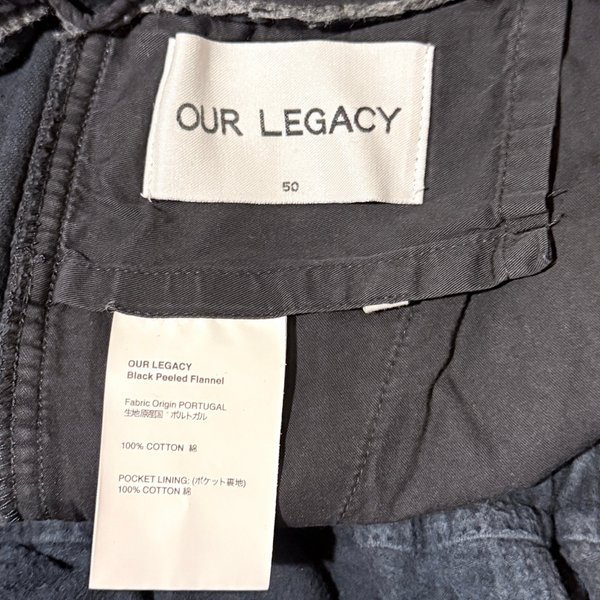 OUR LEGACY
50
OUR LEGACY
Black Peeled Flannel
Fabric Origin PORTUGAL
生地原産国：ポルトガル
100% COTTON 綿
POCKET LINING: (ポケット裏地)
100% COTTON 綿